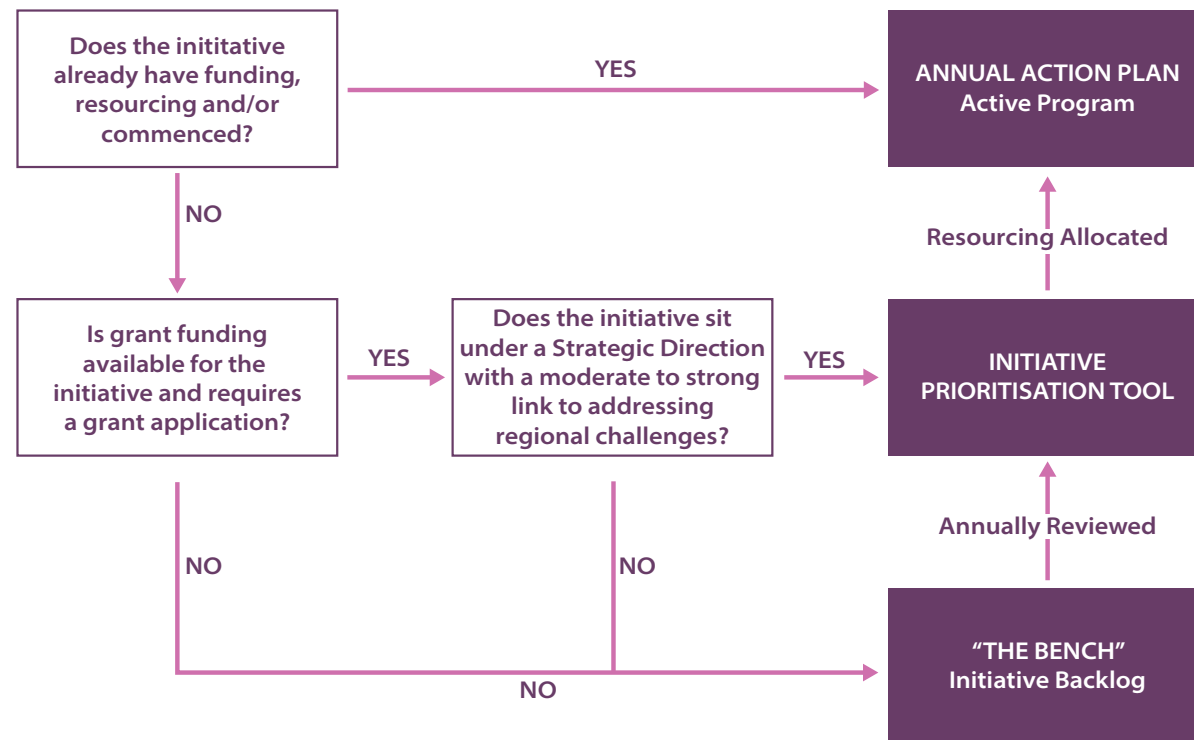 Does the inititative
already have funding,
resourcing and/or
commenced?
YES
ANNUAL ACTION PLAN
Active Program
NO
Resourcing Allocated
Is grant funding
available for the
initiative and requires
a grant application?
YES
Does the initiative sit
under a Strategic Direction
with a moderate to strong
link to addressing
regional challenges?
YES
INITIATIVE
PRIORITISATION TOOL
Annually Reviewed
NO
NO
NO
“THE BENCH”
Initiative Backlog